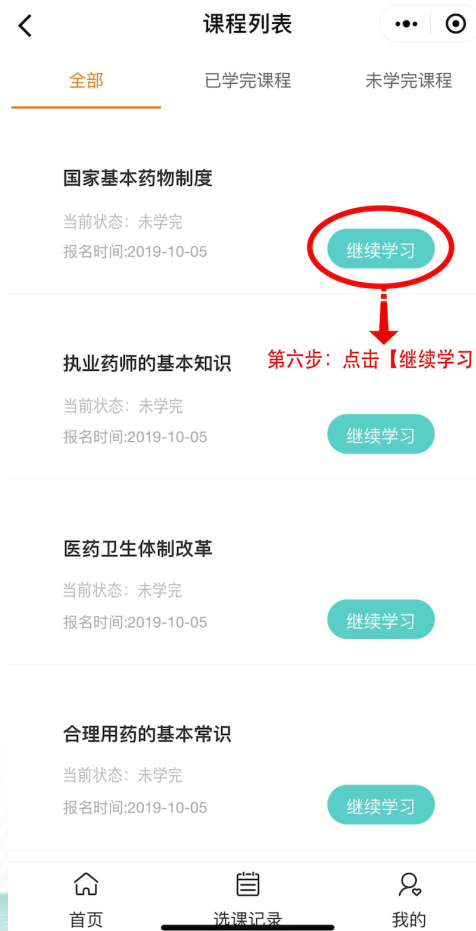 课程列表
全部 已学完课程 未学完课程
国家基本药物制度
当前状态：未学完
报名时间:2019-10-05
继续学习
第六步：点击【继续学习
执业药师的基本知识
当前状态：未学完
报名时间:2019-10-05
继续学习
医药卫生体制改革
当前状态：未学完
报名时间:2019-10-05
继续学习
合理用药的基本常识
当前状态：未学完
报名时间:2019-10-05
继续学习
首页 选课记录 我的